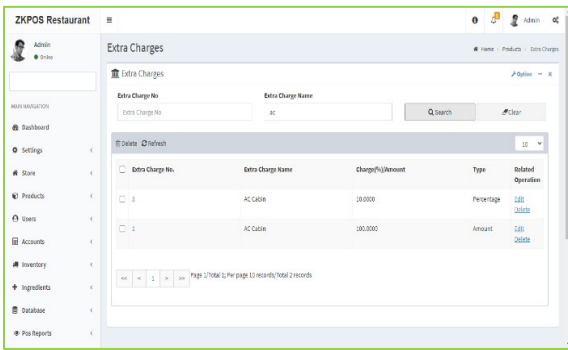 ZKPOS Restaurant
Admin
Admin
Online
Extra Charges
Home > Products > Extra Charges
Extra Charges
Option
Extra Charge No
Extra Charge Name
Extra Charge No
ac
Search
Clear
MAIN NAVIGATION
Dashboard
Settings
Store
Products
Users
Accounts
Inventory
Ingredients
Database
Pos Reports
Delete Refresh
10
Extra Charge No. Extra Charge Name Charge(%)/Amount Type Related Operation
3 AC Cabin 10.0000 Percentage Edit Delete
1 AC Cabin 100.0000 Amount Edit Delete
<< < 1 > >> Page 1/Total 1; Per page 10 records/Total 2 records